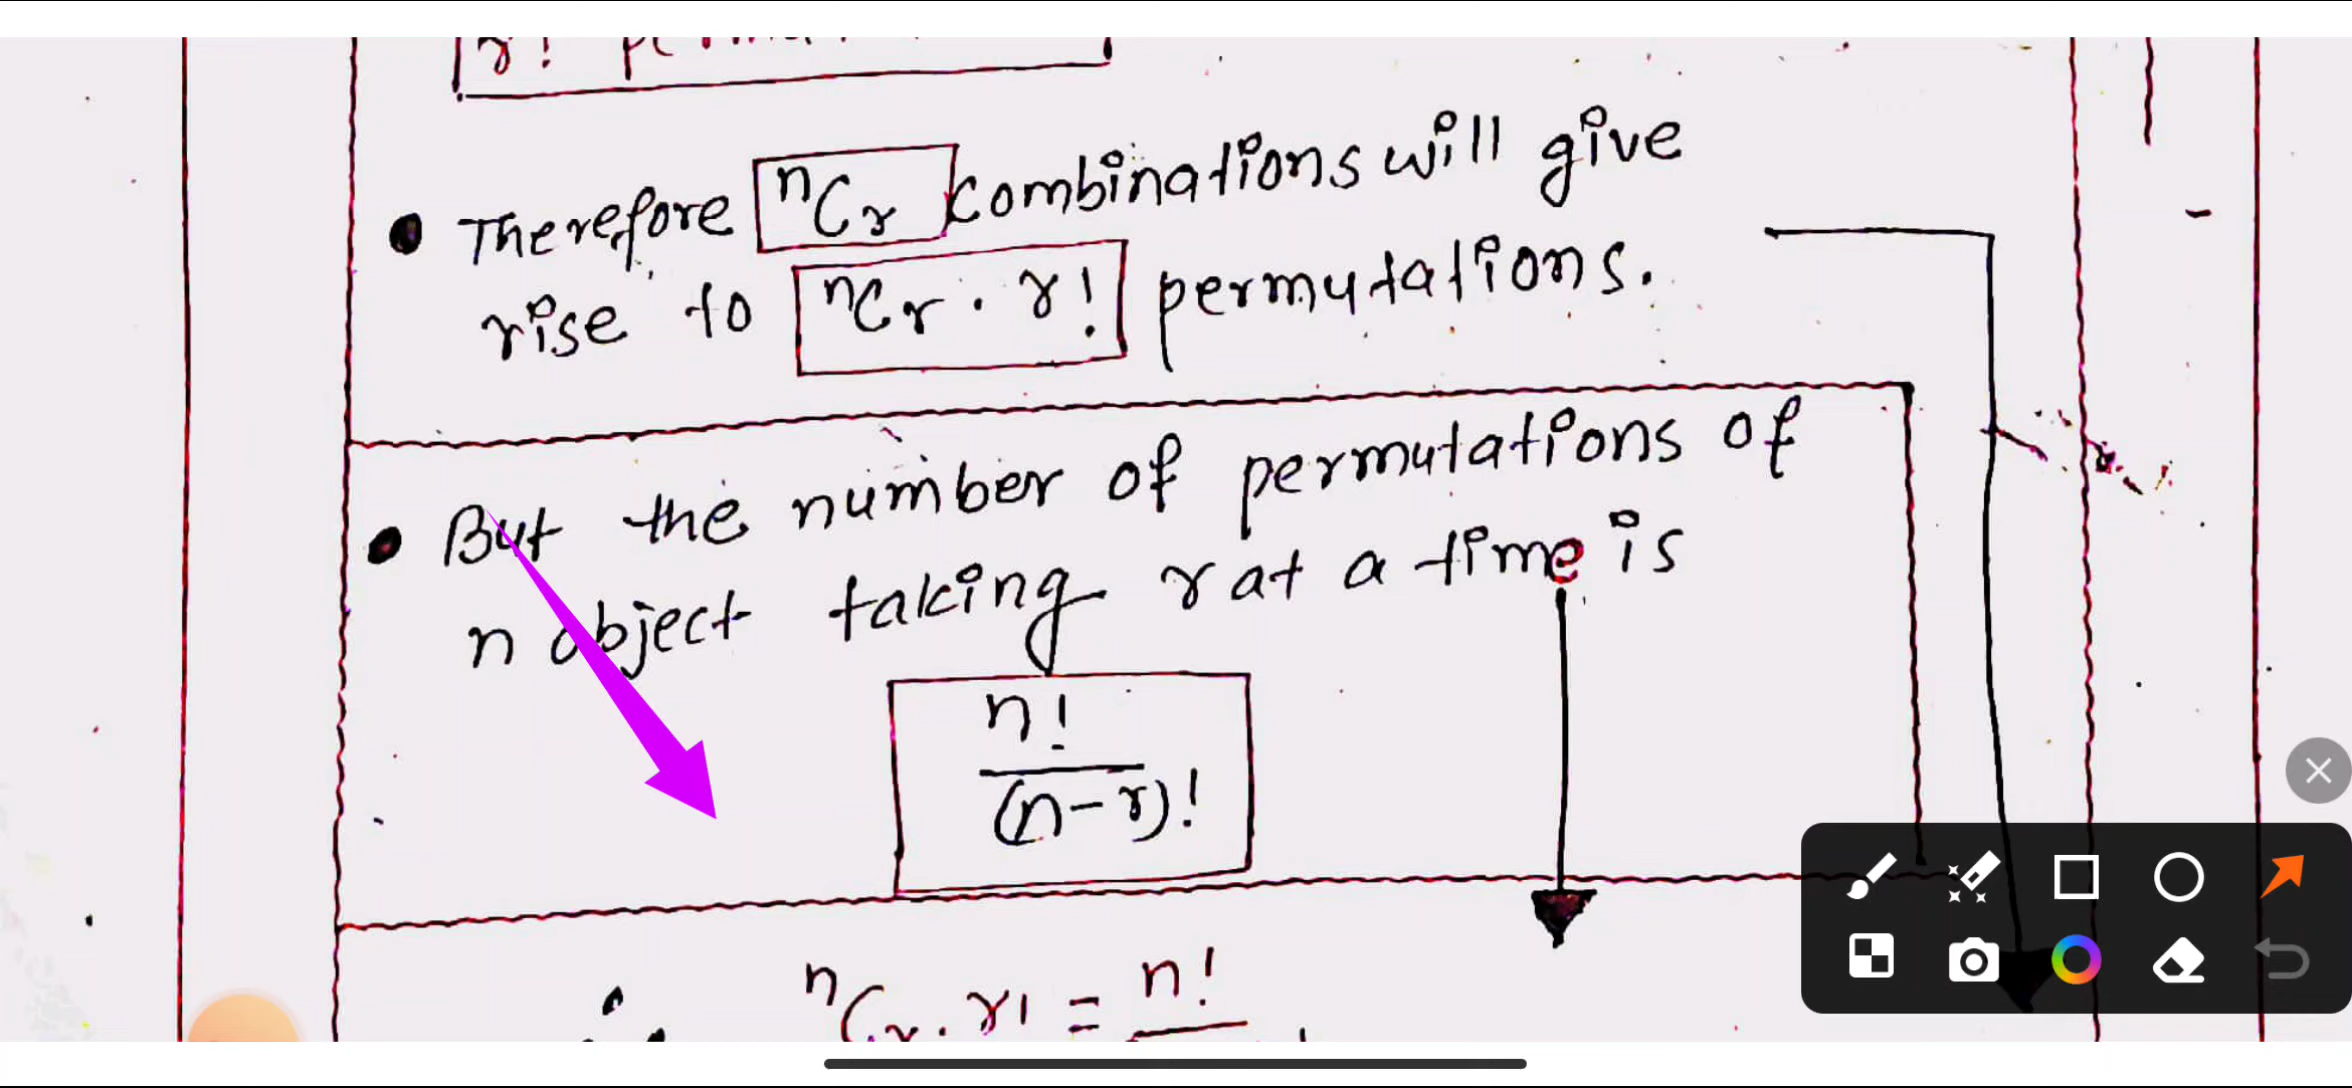 r!
Therefore nCr combinations will give
rise to nCr . r! permutations.
But the number of permutations of
n object taking r at a time is
n!
(n-r)!
∴ nCr . r! = n!